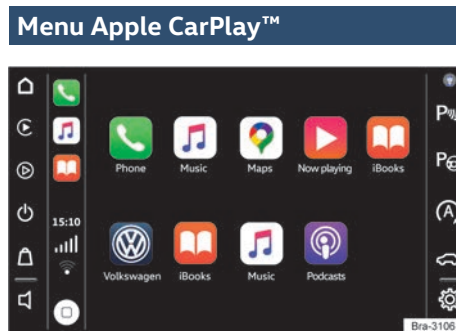 Menu Apple CarPlay™
Phone Music Maps Now playing iBooks
15:10
Volkswagen iBooks Music Podcasts
P
P
(A)
Bra-3106